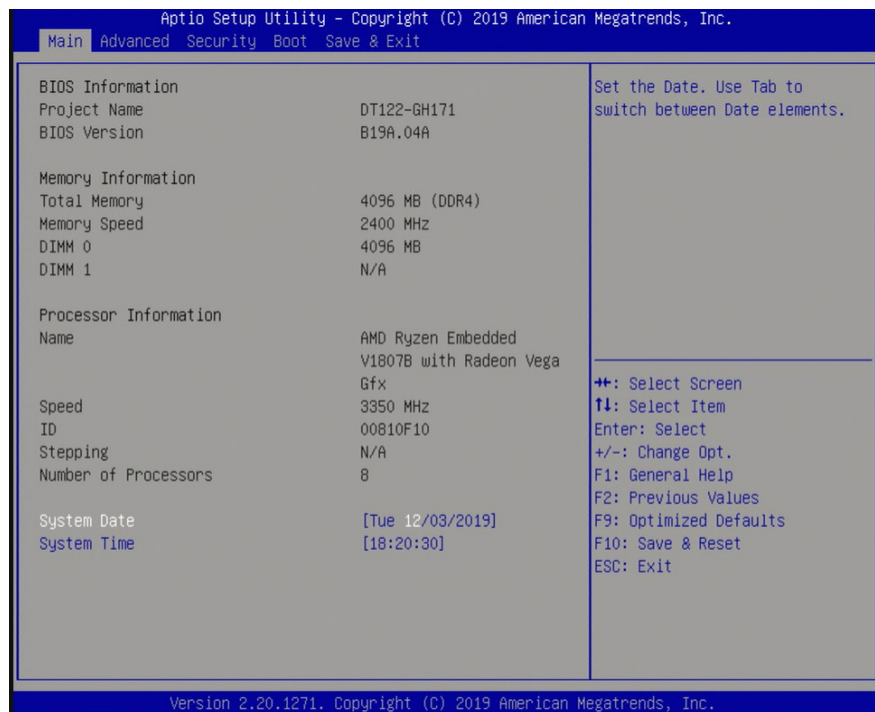 Aptio Setup Utility – Copyright (C) 2019 American Megatrends, Inc.
Main Advanced Security Boot Save & Exit
BIOS Information
Project Name DT122-GH171
BIOS Version B19A.04A
Memory Information
Total Memory 4096 MB (DDR4)
Memory Speed 2400 MHz
DIMM 0 4096 MB
DIMM 1 N/A
Processor Information
Name AMD Ryzen Embedded
V1807B with Radeon Vega
Gfx
Speed 3350 MHz
ID 00810F10
Stepping N/A
Number of Processors 8
System Date [Tue 12/03/2019]
System Time [18:20:30]
Set the Date. Use Tab to
switch between Date elements.
→←: Select Screen
↑↓: Select Item
Enter: Select
+/-: Change Opt.
F1: General Help
F2: Previous Values
F9: Optimized Defaults
F10: Save & Reset
ESC: Exit
Version 2.20.1271. Copyright (C) 2019 American Megatrends, Inc.